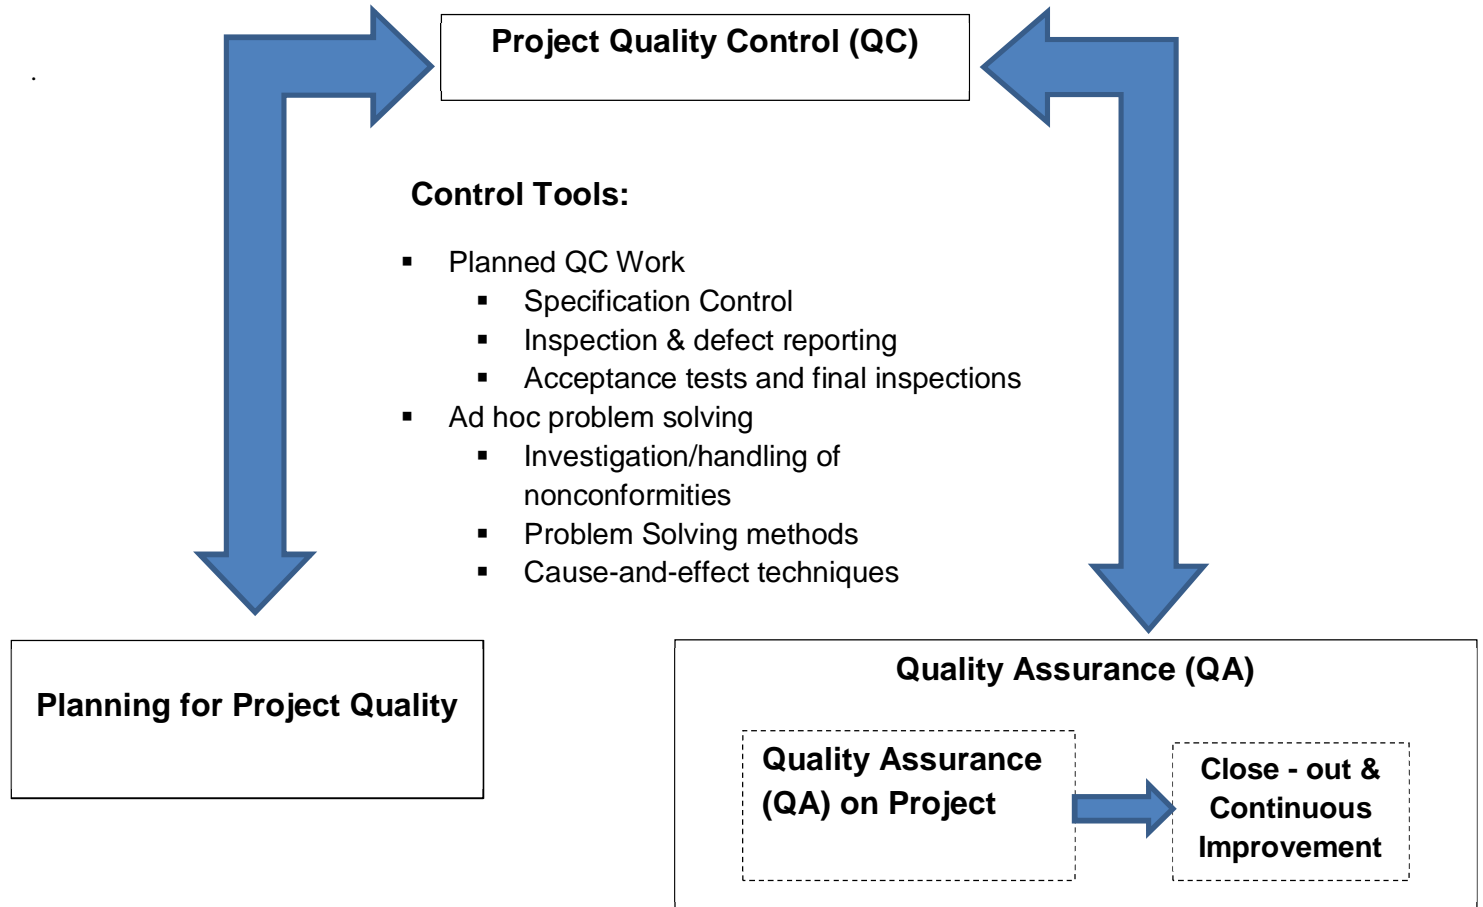 Project Quality Control (QC)
.
Control Tools:
▪ Planned QC Work
▪ Specification Control
▪ Inspection & defect reporting
▪ Acceptance tests and final inspections
▪ Ad hoc problem solving
▪ Investigation/handling of
nonconformities
▪ Problem Solving methods
▪ Cause-and-effect techniques
Planning for Project Quality
Quality Assurance (QA)
Quality Assurance
(QA) on Project
Close - out &
Continuous
Improvement